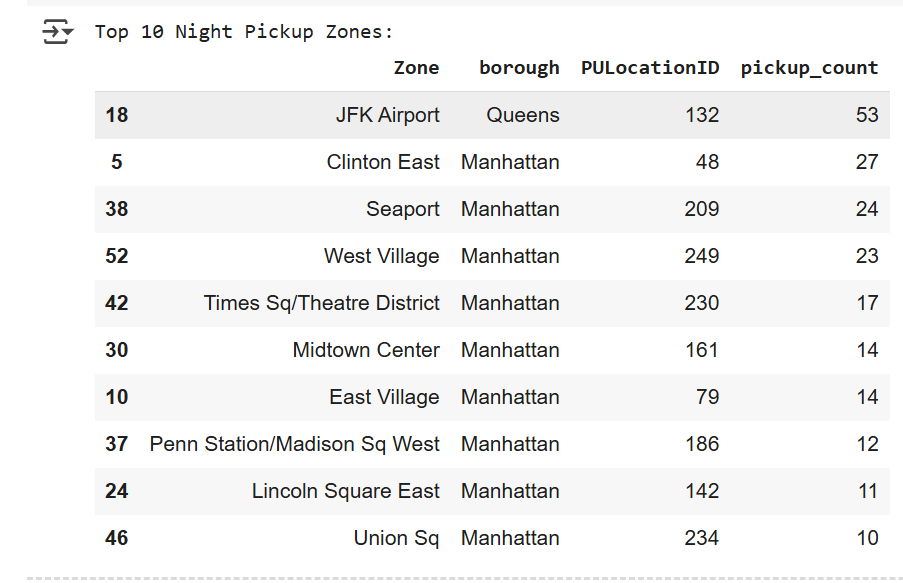 Top 10 Night Pickup Zones:
Zone borough PULocationID pickup_count
18 JFK Airport Queens 132 53
5 Clinton East Manhattan 48 27
38 Seaport Manhattan 209 24
52 West Village Manhattan 249 23
42 Times Sq/Theatre District Manhattan 230 17
30 Midtown Center Manhattan 161 14
10 East Village Manhattan 79 14
37 Penn Station/Madison Sq West Manhattan 186 12
24 Lincoln Square East Manhattan 142 11
46 Union Sq Manhattan 234 10